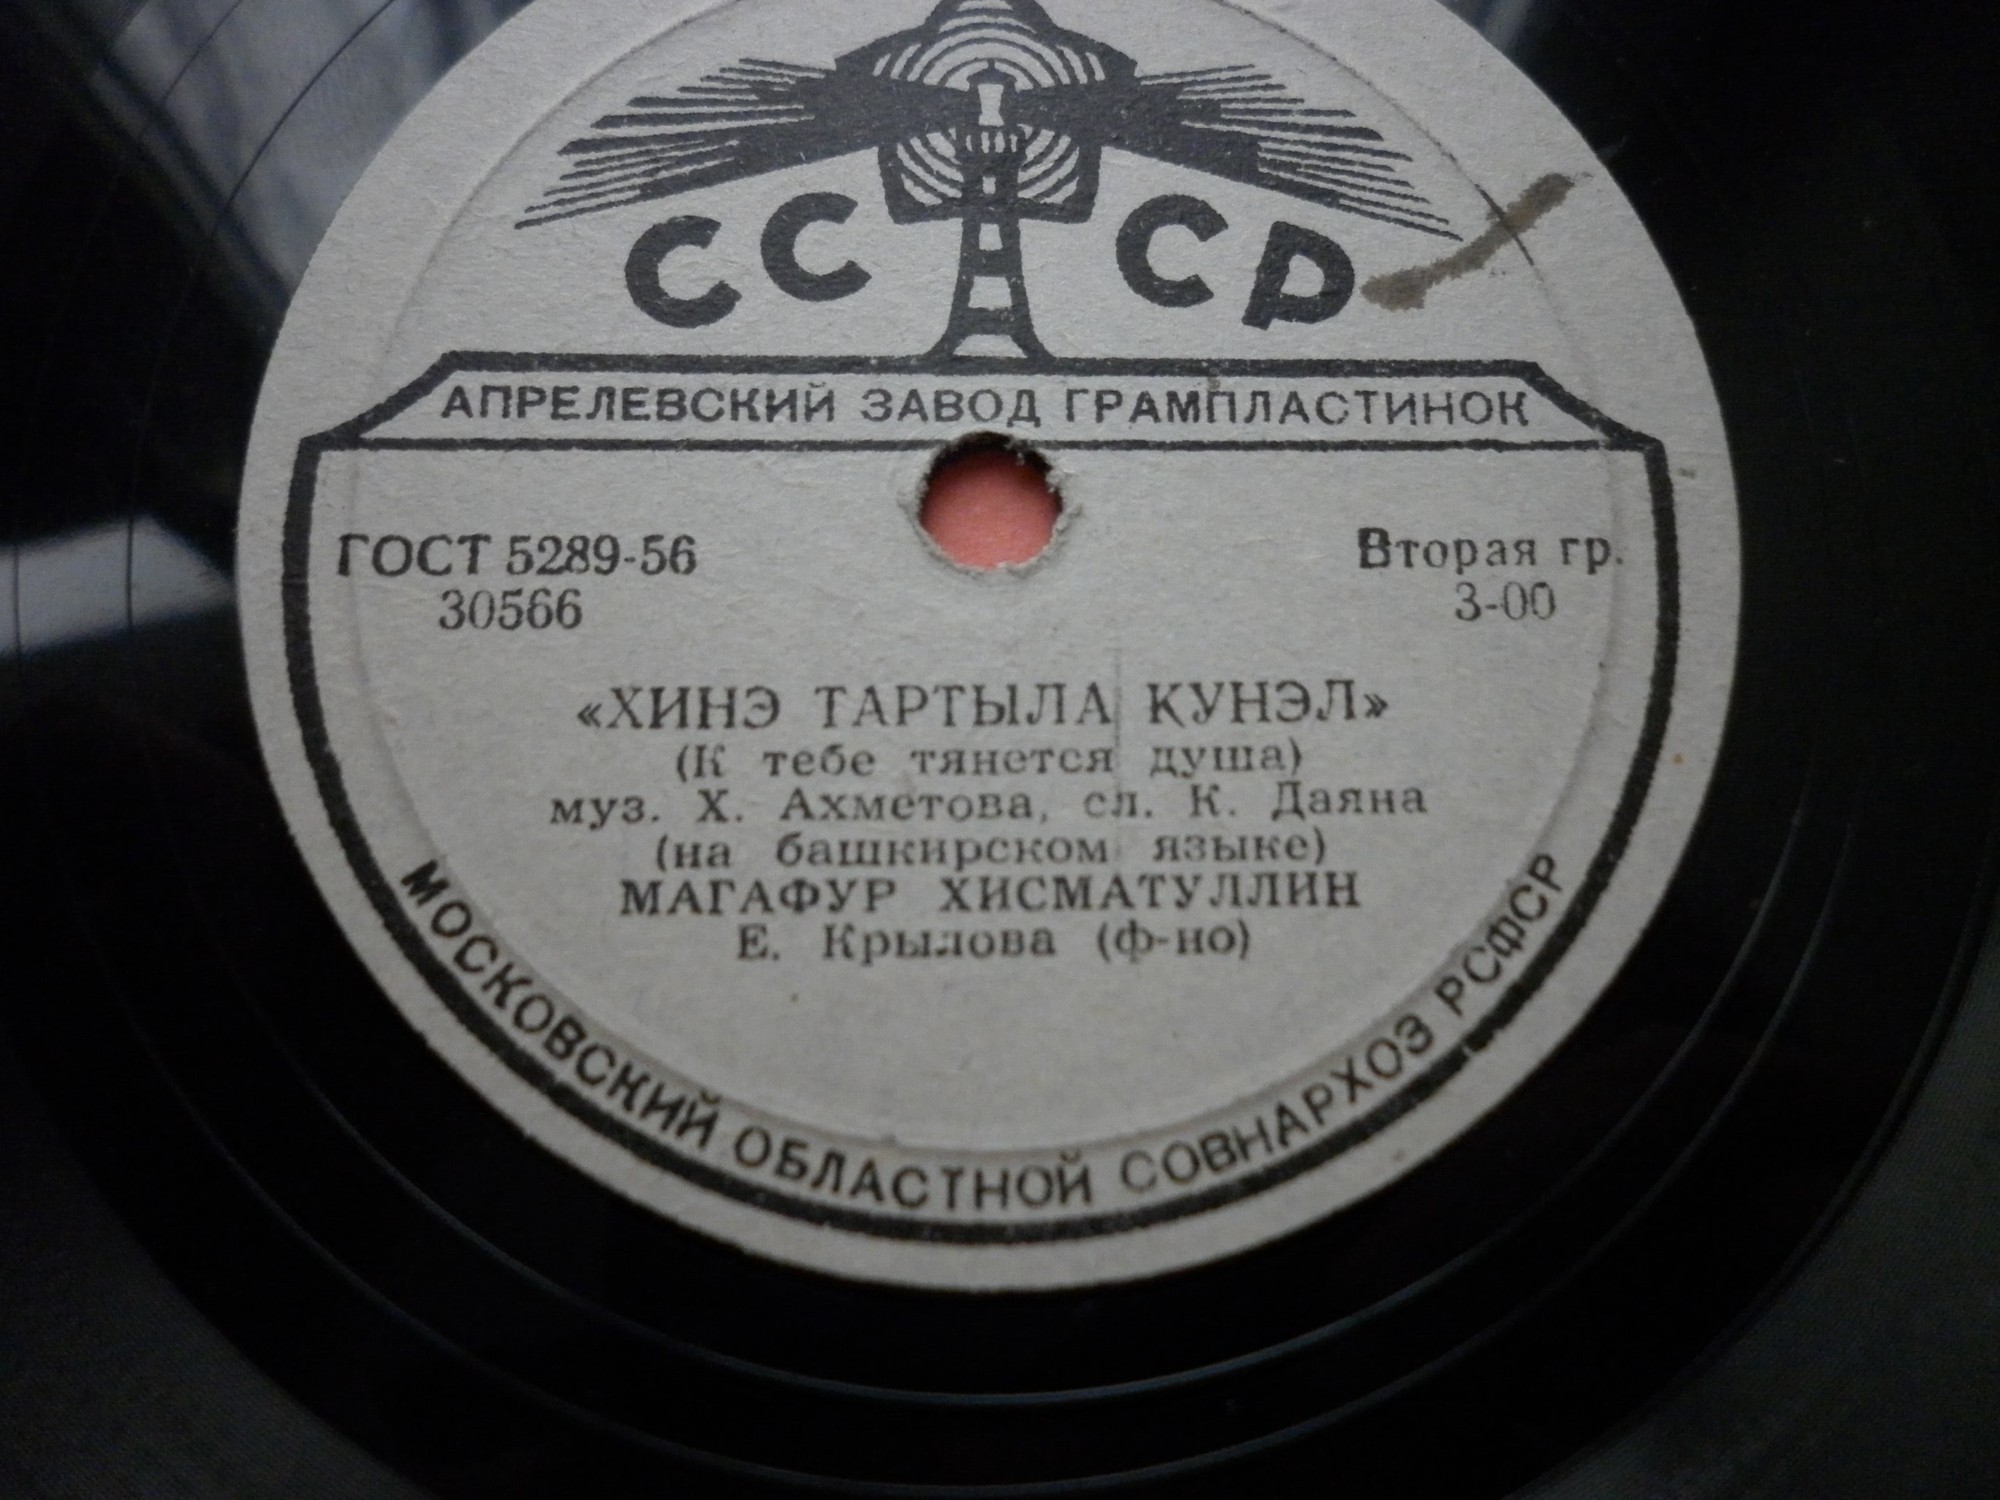 СССР
АПРЕЛЕВСКИЙ ЗАВОД ГРАМПЛАСТИНОК
ГОСТ 5289-56
30566
Вторая гр.
3-00
«ХИНЭ ТАРТЫЛА КУНЭЛ»
(К тебе тянется душа)
муз. Х. Ахметова, сл. К. Даяна
(на башкирском языке)
МАГАФУР ХИСМАТУЛЛИН
Е. Крылова (ф-но)
МОСКОВСКИЙ ОБЛАСТНОЙ СОВНАРХОЗ РСФСР